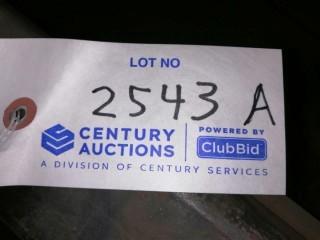 LOT NO
2543 A
CENTURY AUCTIONS
POWERED BY
ClubBid
A DIVISION OF CENTURY SERVICES